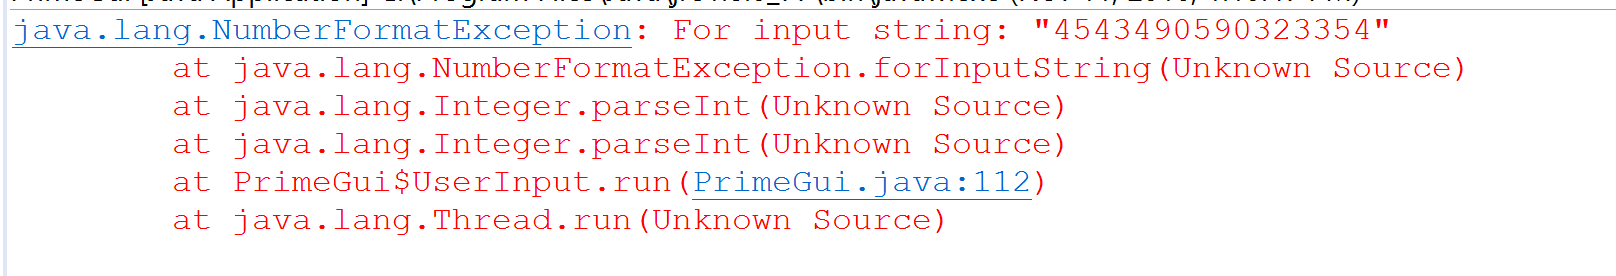 java.lang.NumberFormatException: For input string: "4543490590323354"
at java.lang.NumberFormatException.forInputString(Unknown Source)
at java.lang.Integer.parseInt(Unknown Source)
at java.lang.Integer.parseInt(Unknown Source)
at PrimeGui$UserInput.run(PrimeGui.java:112)
at java.lang.Thread.run(Unknown Source)